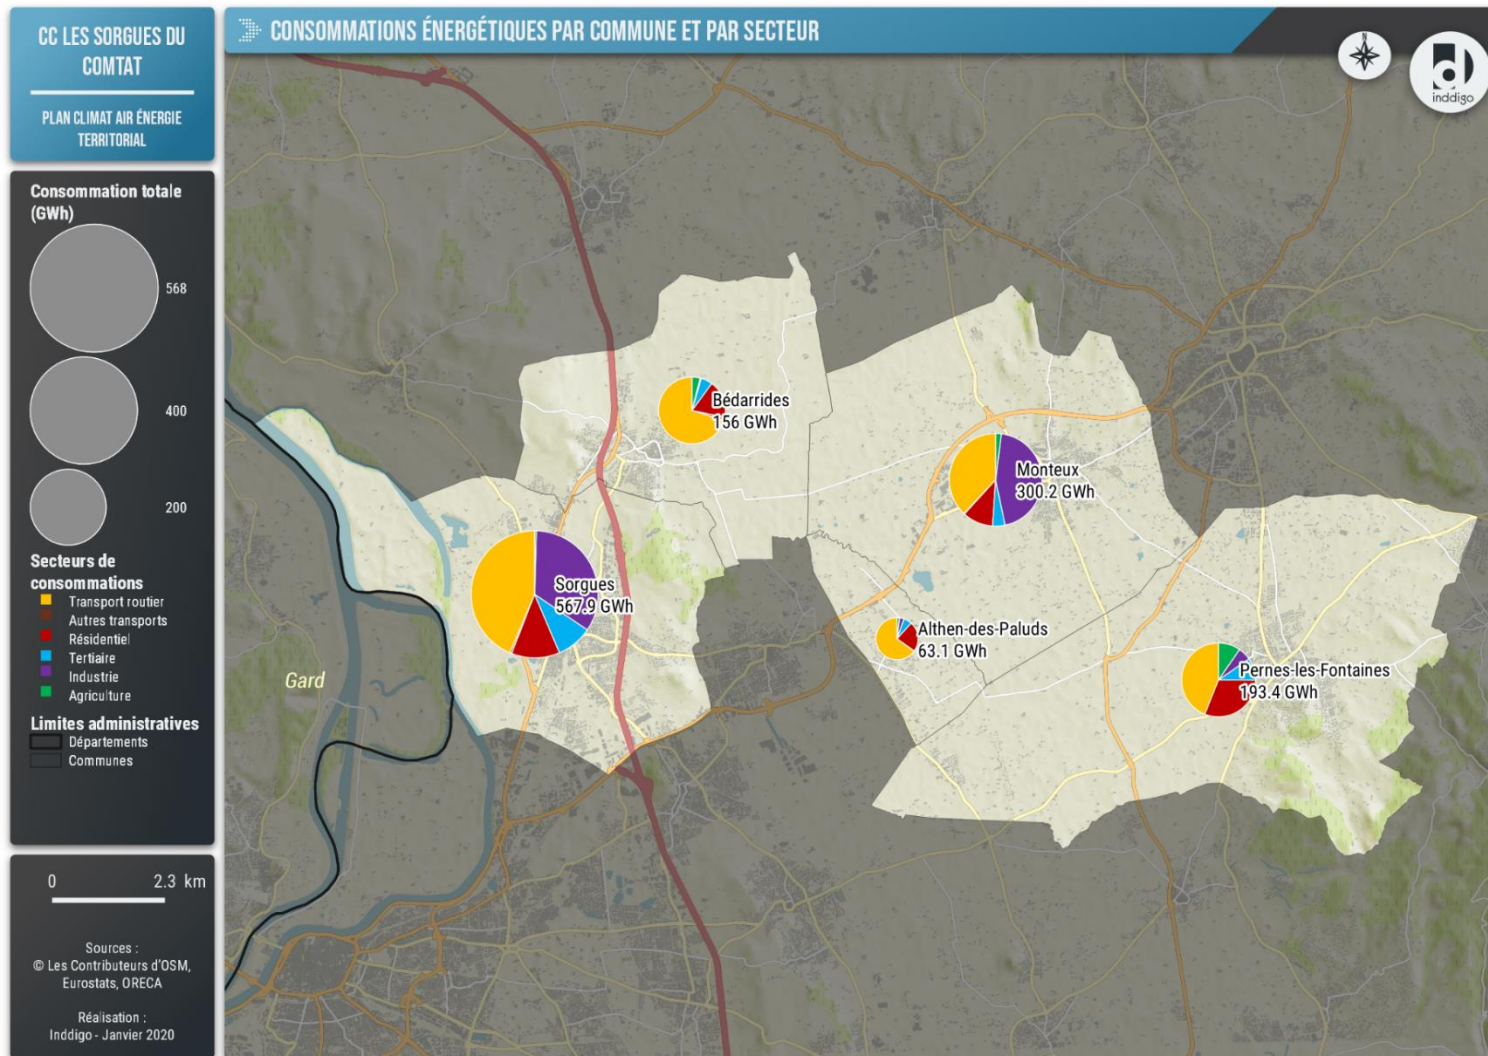 CC LES SORGUES DU
COMTAT
PLAN CLIMAT AIR ÉNERGIE
TERRITORIAL
CONSOMMATIONS ÉNERGÉTIQUES PAR COMMUNE ET PAR SECTEUR
N
inddigo
Consommation totale
(GWh)
568
400
200
Secteurs de
consommations
Transport routier
Autres transports
Résidentiel
Tertiaire
Industrie
Agriculture
Limites administratives
Départements
Communes
0 2.3 km
Sources :
© Les Contributeurs d'OSM,
Eurostats, ORECA
Réalisation :
Inddigo - Janvier 2020
Bédarrides
156 GWh
Monteux
300.2 GWh
Sorgues
567.9 GWh
Althen-des-Paluds
63.1 GWh
Pernes-les-Fontaines
193.4 GWh
Gard